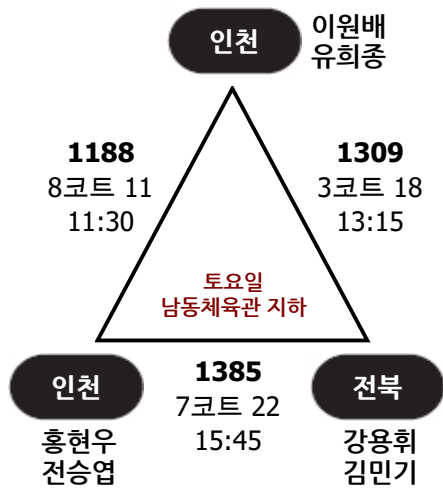 인천
이원배
유희종
1188
8코트 11
11:30
1309
3코트 18
13:15
토요일
남동체육관 지하
인천
홍현우
전승엽
1385
7코트 22
15:45
전북
강용휘
김민기